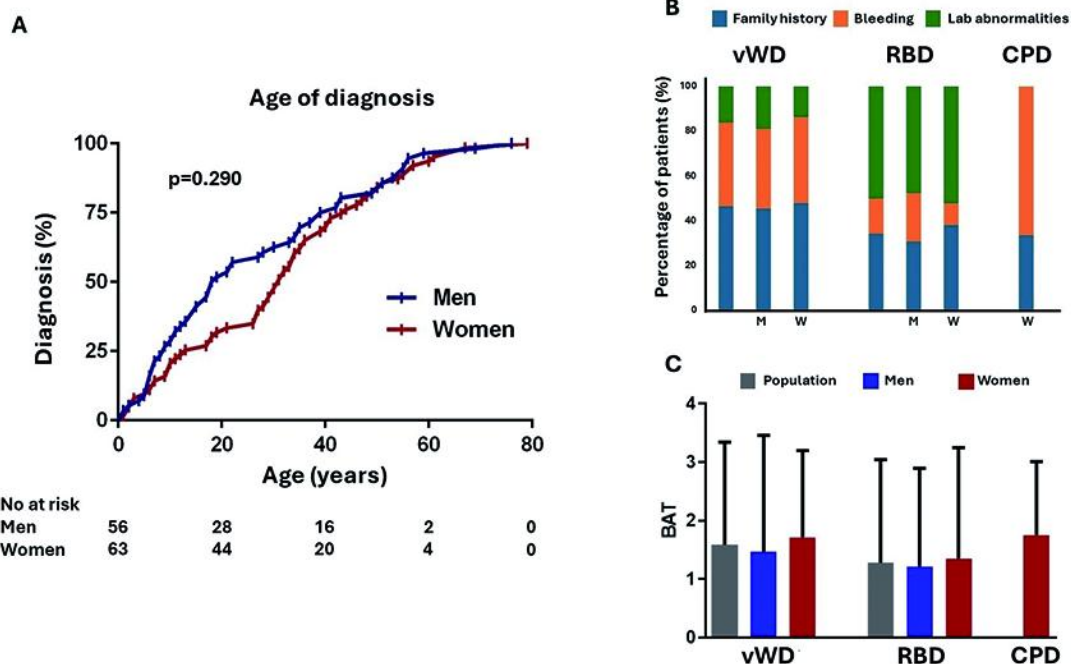 A
Age of diagnosis
p=0.290
Diagnosis (%)
100
75
50
25
0
0 20 40 60 80
Age (years)
Men
Women
No at risk
Men 56 28 16 2 0
Women 63 44 20 4 0
B
Family history Bleeding Lab abnormalities
vWD RBD CPD
Percentage of patients (%)
100
80
60
40
20
0
M W M W W
C
Population Men Women
BAT
4
3
2
1
0
vWD RBD CPD